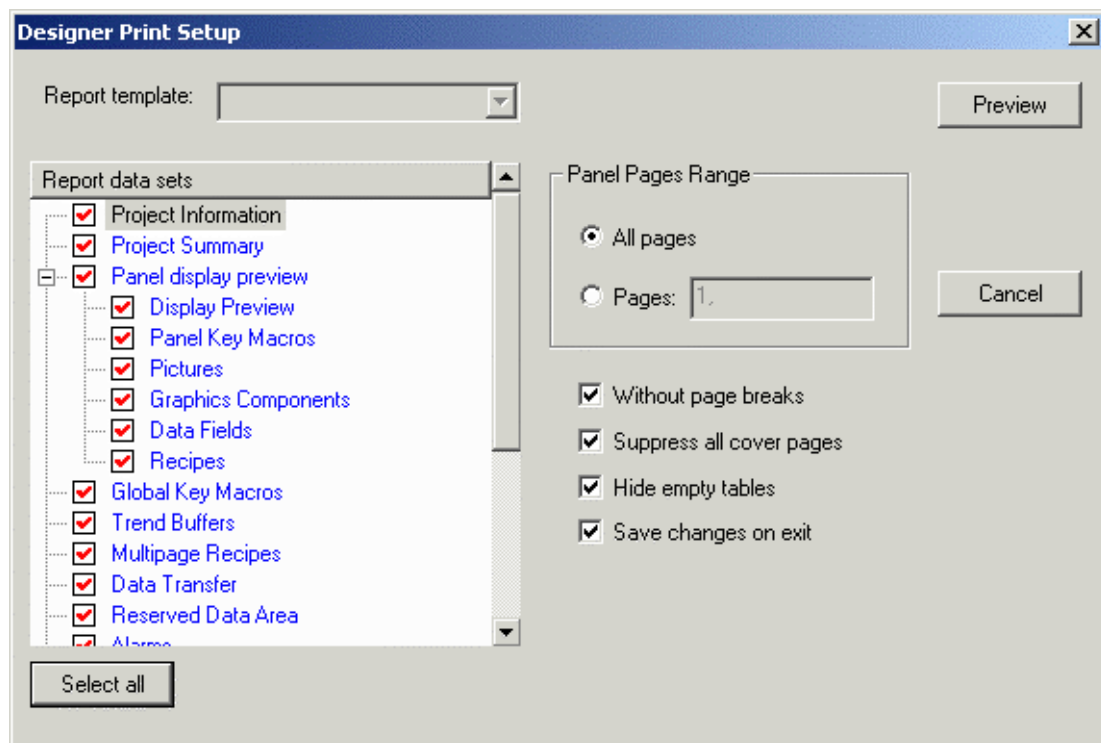 Designer Print Setup
Report template:
Preview
Report data sets
Project Information
Project Summary
Panel display preview
Display Preview
Panel Key Macros
Pictures
Graphics Components
Data Fields
Recipes
Global Key Macros
Trend Buffers
Multipage Recipes
Data Transfer
Reserved Data Area
Alarms
Select all
Panel Pages Range
All pages
Pages: 1,
Cancel
Without page breaks
Suppress all cover pages
Hide empty tables
Save changes on exit